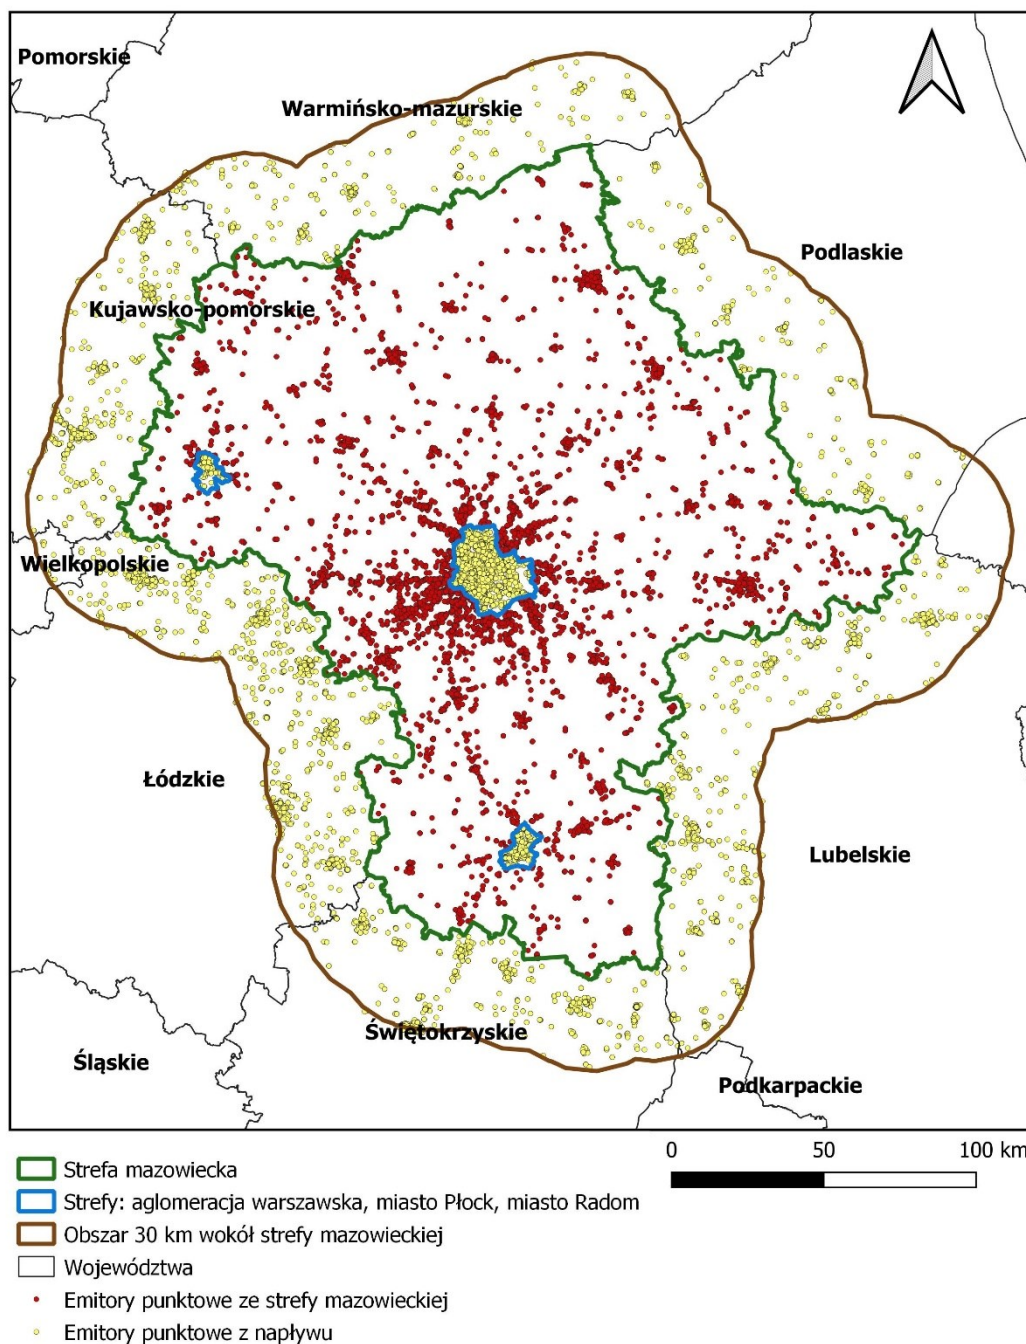 Pomorskie
Warmińsko-mazurskie
Podlaskie
Kujawsko-pomorskie
Wielkopolskie
Łódzkie
Lubelskie
Świętokrzyskie
Śląskie
Podkarpackie
0 50 100 km
Strefa mazowiecka
Strefy: aglomeracja warszawska, miasto Płock, miasto Radom
Obszar 30 km wokół strefy mazowieckiej
Województwa
Emitory punktowe ze strefy mazowieckiej
Emitory punktowe z napływu